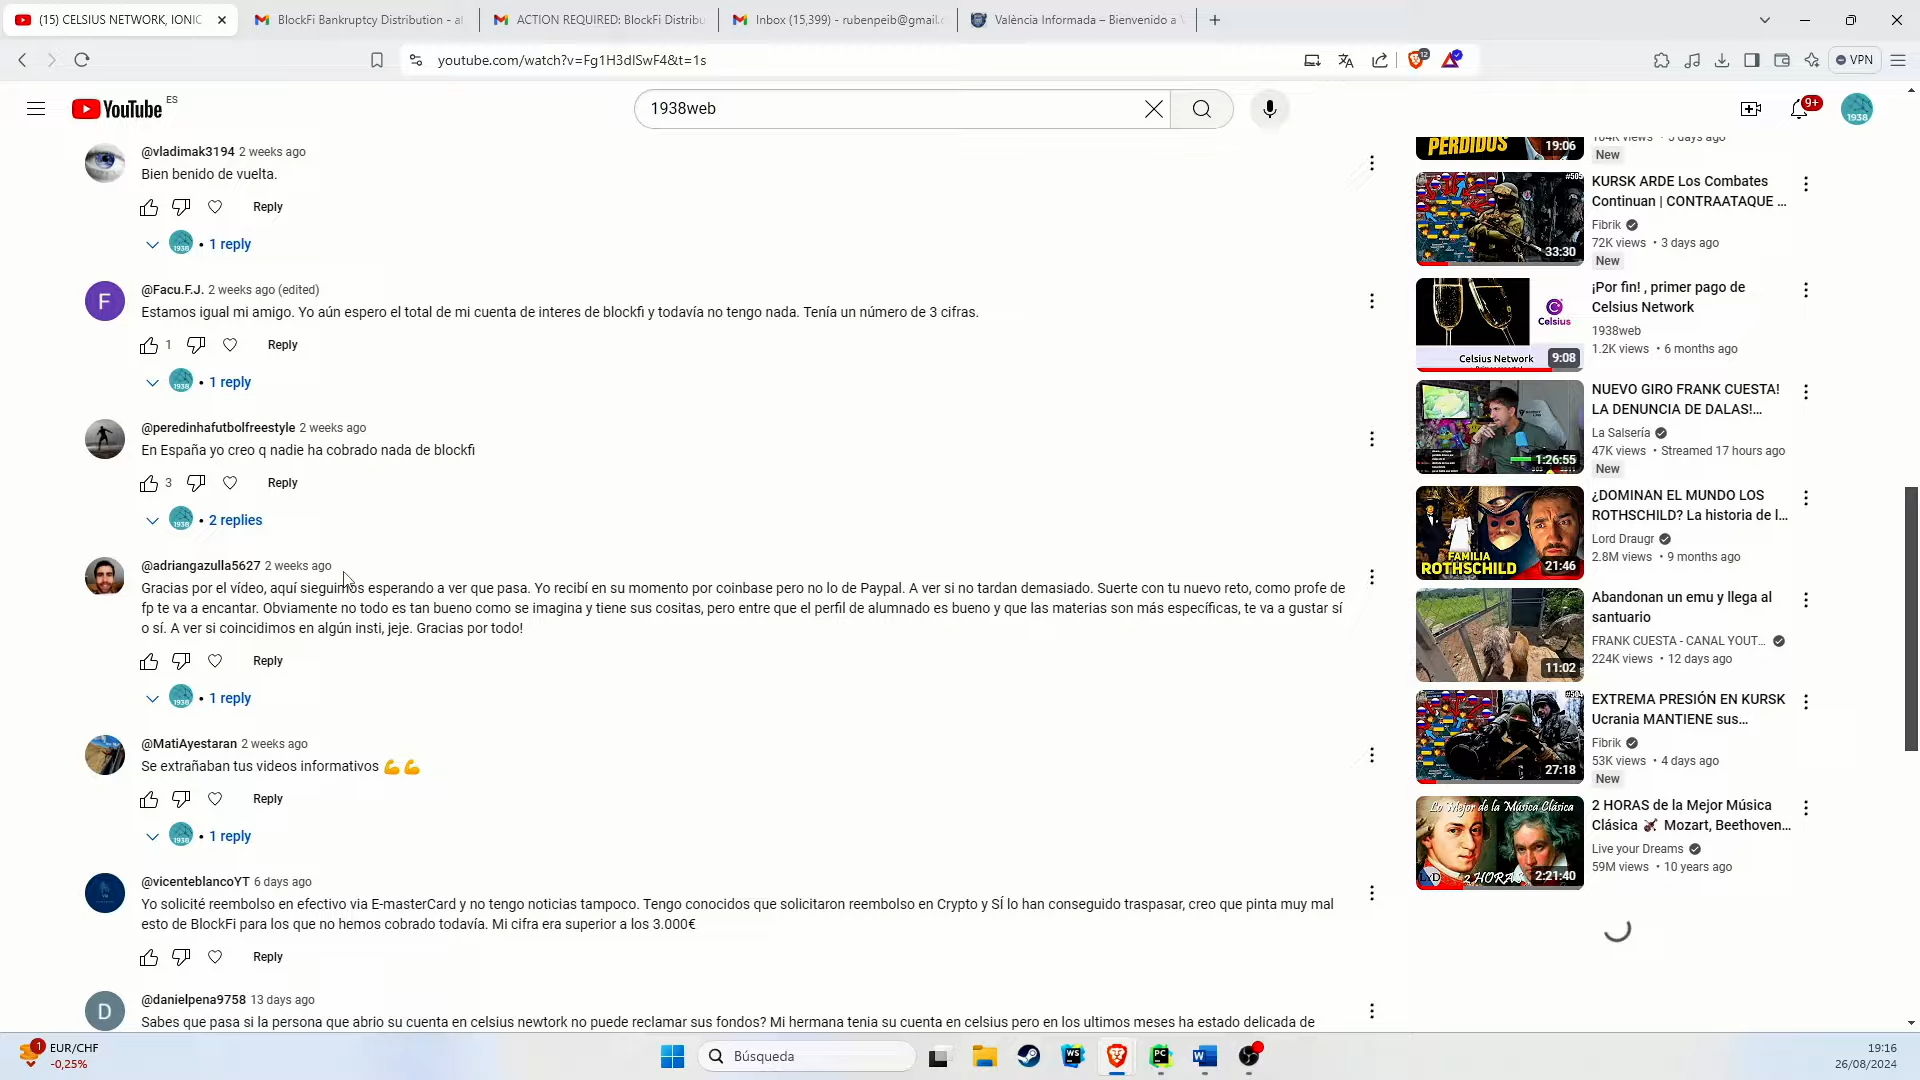 (15) CELSIUS NETWORK, IONIC
BlockFi Bankruptcy Distribution - al
ACTION REQUIRED: BlockFi Distribu
Inbox (15,399) - rubenpeib@gmail.c
València Informada – Bienvenido a V
youtube.com/watch?v=Fg1H3dlSwF4&t=1s
12
VPN
YouTube ES
1938web
9+
1938
@vladimak3194 2 weeks ago
Bien benido de vuelta.
Reply
1938 • 1 reply
@Facu.F.J. 2 weeks ago (edited)
F
Estamos igual mi amigo. Yo aún espero el total de mi cuenta de interes de blockfi y todavía no tengo nada. Tenía un número de 3 cifras.
1 Reply
1938 • 1 reply
@peredinhafutbolfreestyle 2 weeks ago
En España yo creo q nadie ha cobrado nada de blockfi
3 Reply
1938 • 2 replies
@adriangazulla5627 2 weeks ago
Gracias por el vídeo, aquí sieguimos esperando a ver que pasa. Yo recibí en su momento por coinbase pero no lo de Paypal. A ver si no tardan demasiado. Suerte con tu nuevo reto, como profe de
fp te va a encantar. Obviamente no todo es tan bueno como se imagina y tiene sus cositas, pero entre que el perfil de alumnado es bueno y que las materias son más específicas, te va a gustar sí
o sí. A ver si coincidimos en algún insti, jeje. Gracias por todo!
Reply
1938 • 1 reply
@MatiAyestaran 2 weeks ago
Se extrañaban tus videos informativos 💪💪
Reply
1938 • 1 reply
@vicenteblancoYT 6 days ago
Yo solicité reembolso en efectivo via E-masterCard y no tengo noticias tampoco. Tengo conocidos que solicitaron reembolso en Crypto y SÍ lo han conseguido traspasar, creo que pinta muy mal
esto de BlockFi para los que no hemos cobrado todavía. Mi cifra era superior a los 3.000€
Reply
@danielpena9758 13 days ago
D
Sabes que pasa si la persona que abrio su cuenta en celsius newtork no puede reclamar sus fondos? Mi hermana tenia su cuenta en celsius pero en los ultimos meses ha estado delicada de
PERDIDOS
19:06
New
KURSK ARDE Los Combates
Continuan | CONTRAATAQUE ...
Fibrik
72K views • 3 days ago
New
33:30
¡Por fin! , primer pago de
Celsius Network
1938web
1.2K views • 6 months ago
Celsius
Celsius Network
9:08
NUEVO GIRO FRANK CUESTA!
LA DENUNCIA DE DALAS!...
La Salsería
47K views • Streamed 17 hours ago
New
1:26:55
¿DOMINAN EL MUNDO LOS
ROTHSCHILD? La historia de l...
Lord Draugr
2.8M views • 9 months ago
FAMILIA
ROTHSCHILD
21:46
Abandonan un emu y llega al
santuario
FRANK CUESTA - CANAL YOUT...
224K views • 12 days ago
11:02
EXTREMA PRESIÓN EN KURSK
Ucrania MANTIENE sus...
Fibrik
53K views • 4 days ago
New
27:18
2 HORAS de la Mejor Música
Clásica 🎻 Mozart, Beethoven...
Live your Dreams
59M views • 10 years ago
Lo Mejor de la Música Clásica
LyD
2 HORAS
2:21:40
1
EUR/CHF
-0,25%
Búsqueda
WS
PC
19:16
26/08/2024